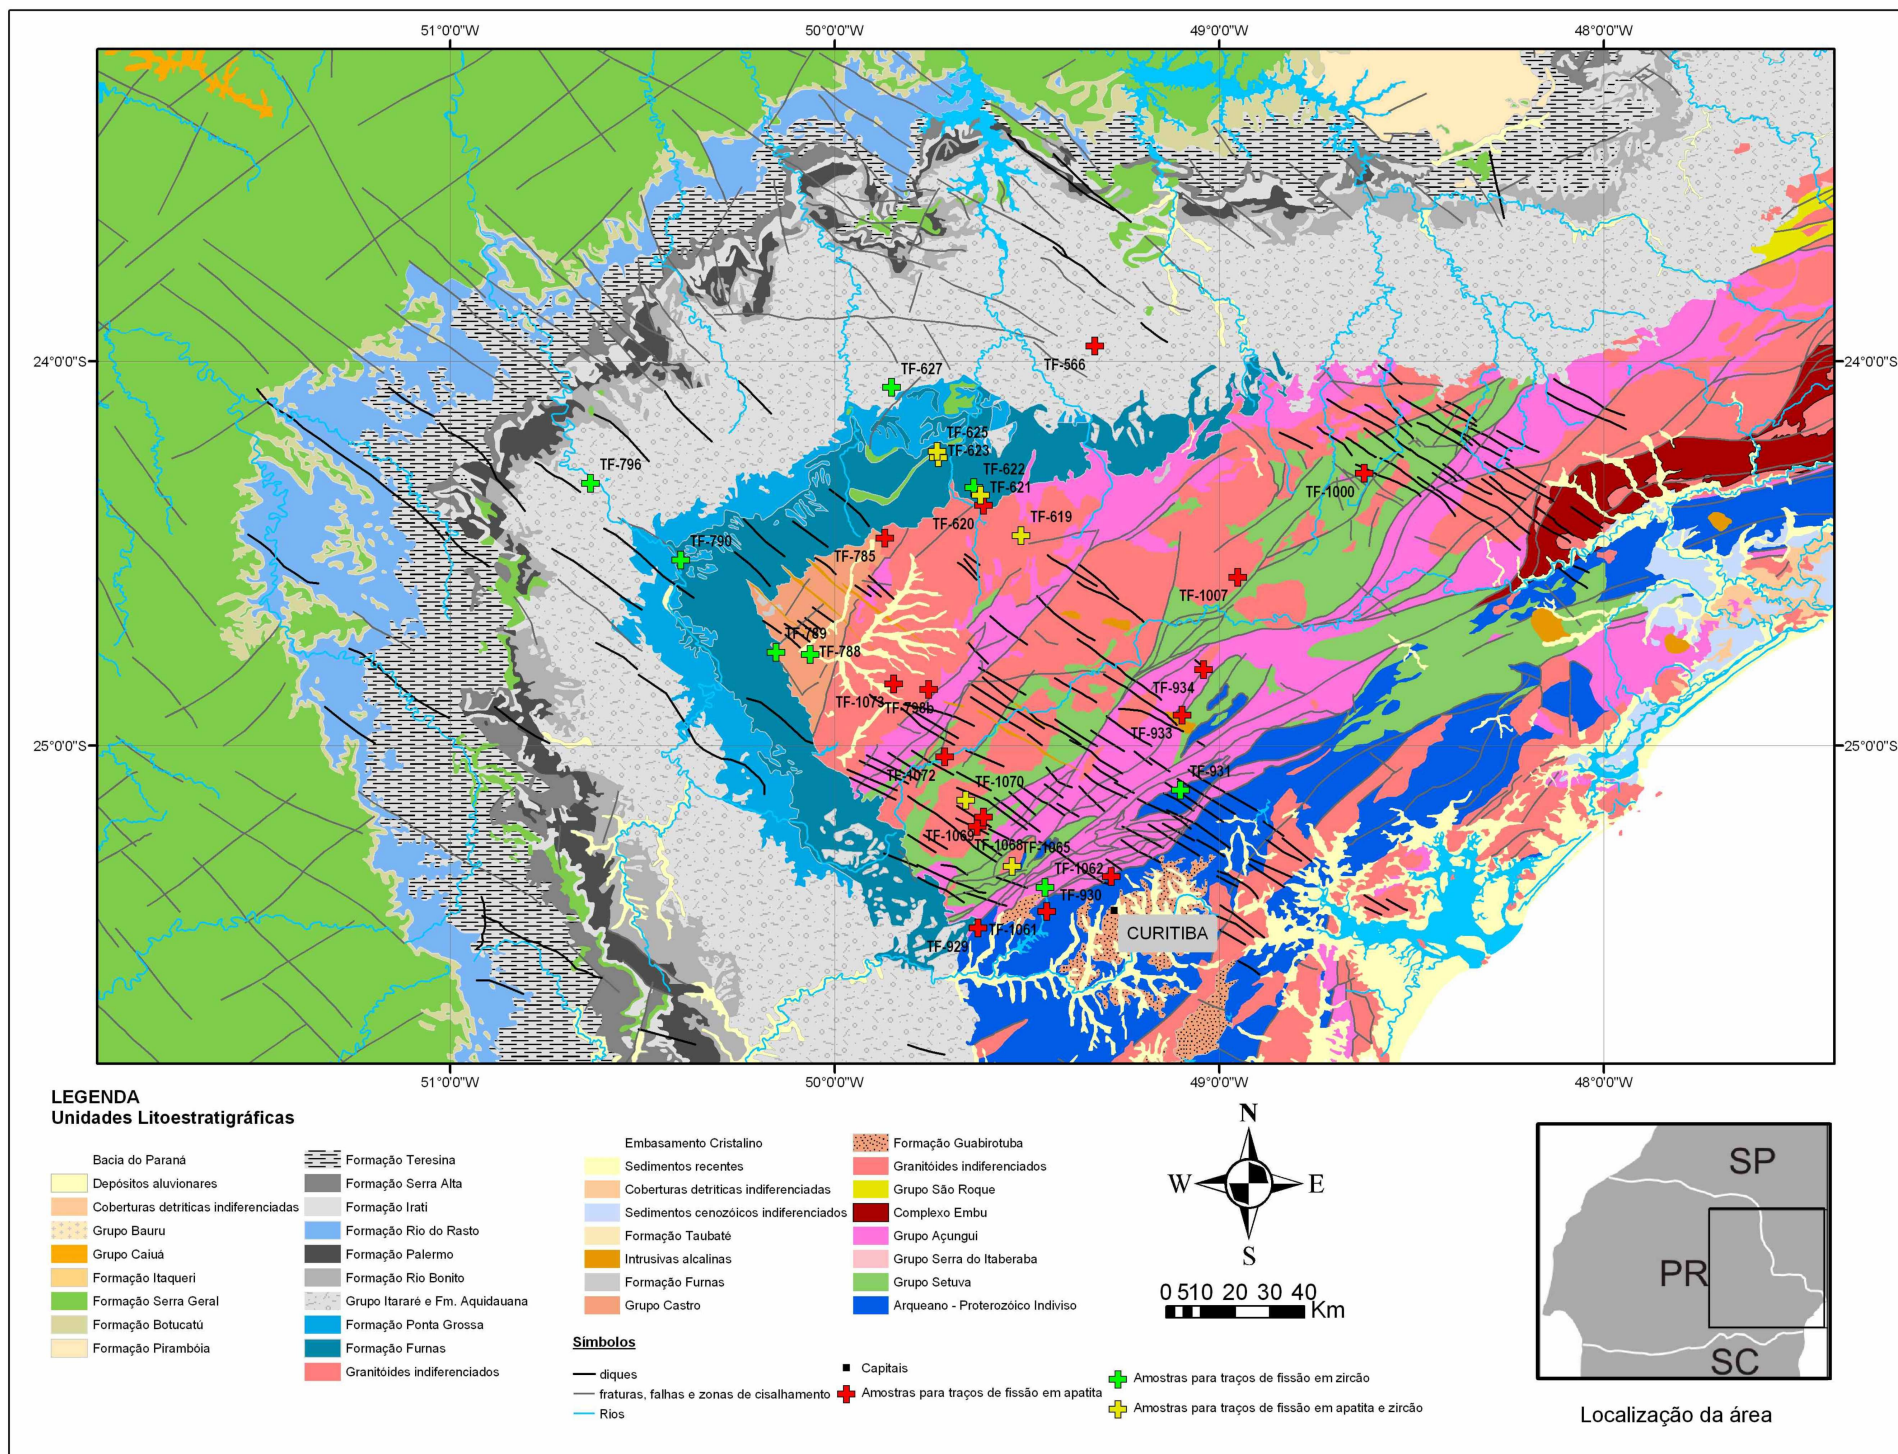 51°0'0"W
50°0'0"W
49°0'0"W
48°0'0"W
24°0'0"S
24°0'0"S
TF-566
TF-627
TF-625
TF-623
TF-796
TF-622
TF-621
TF-1000
TF-620
TF-619
TF-790
TF-785
TF-1007
TF-789
TF-788
TF-934
TF-1073
TF-798b
TF-933
25°0'0"S
25°0'0"S
TF-931
TF-1072
TF-1070
TF-1069
TF-1068
TF-1065
TF-1062
TF-930
TF-1061
CURITIBA
TF-929
51°0'0"W
50°0'0"W
49°0'0"W
48°0'0"W
LEGENDA
Unidades Litoestratigráficas
Bacia do Paraná
Depósitos aluvionares
Coberturas detríticas indiferenciadas
Grupo Bauru
Grupo Caiuá
Formação Itaqueri
Formação Serra Geral
Formação Botucatú
Formação Pirambóia
Formação Teresina
Formação Serra Alta
Formação Irati
Formação Rio do Rasto
Formação Palermo
Formação Rio Bonito
Grupo Itararé e Fm. Aquidauana
Formação Ponta Grossa
Formação Furnas
Granitóides indiferenciados
Embasamento Cristalino
Sedimentos recentes
Coberturas detríticas indiferenciadas
Sedimentos cenozóicos indiferenciados
Formação Taubaté
Intrusivas alcalinas
Formação Furnas
Grupo Castro
Formação Guabirotuba
Granitóides indiferenciados
Grupo São Roque
Complexo Embu
Grupo Açungui
Grupo Serra do Itaberaba
Grupo Setuva
Arqueano - Proterozóico Indiviso
Símbolos
diques
fraturas, falhas e zonas de cisalhamento
Rios
Capitais
Amostras para traços de fissão em apatita
Amostras para traços de fissão em zircão
Amostras para traços de fissão em apatita e zircão
N
W
E
S
0 5 10 20 30 40
Km
SP
PR
SC
Localização da área